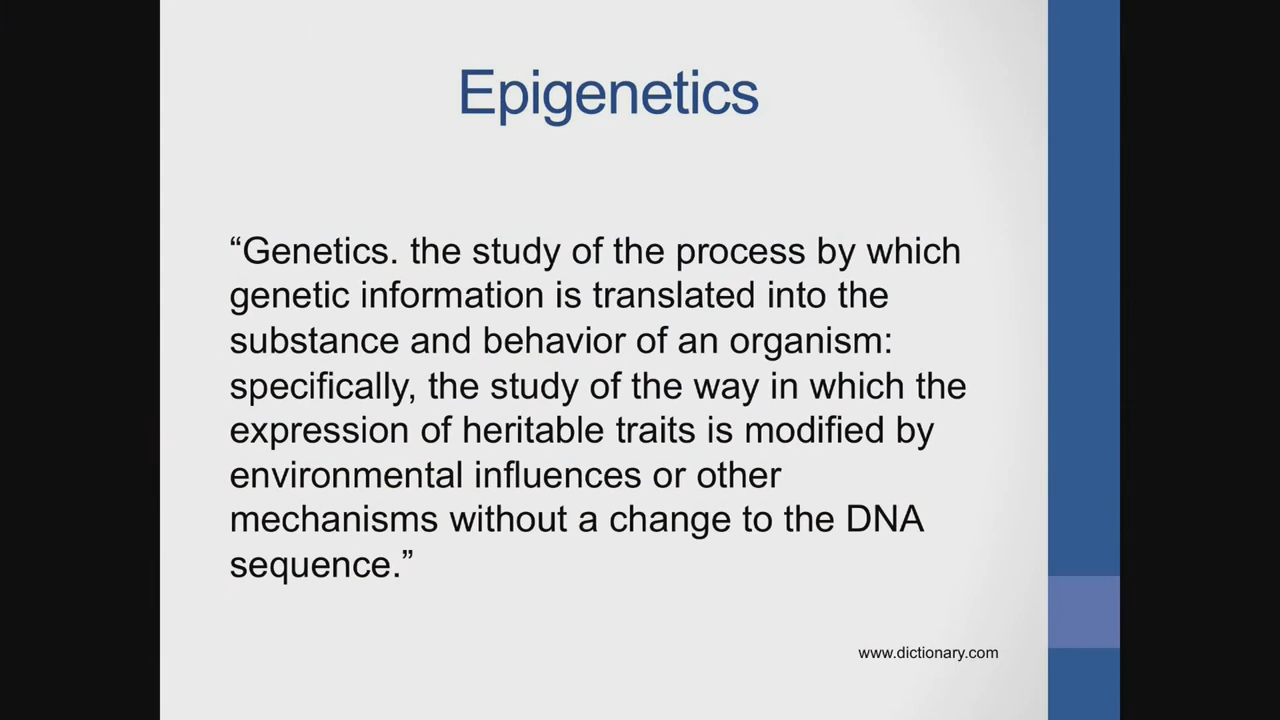 Epigenetics
“Genetics. the study of the process by which
genetic information is translated into the
substance and behavior of an organism:
specifically, the study of the way in which the
expression of heritable traits is modified by
environmental influences or other
mechanisms without a change to the DNA
sequence.”
www.dictionary.com